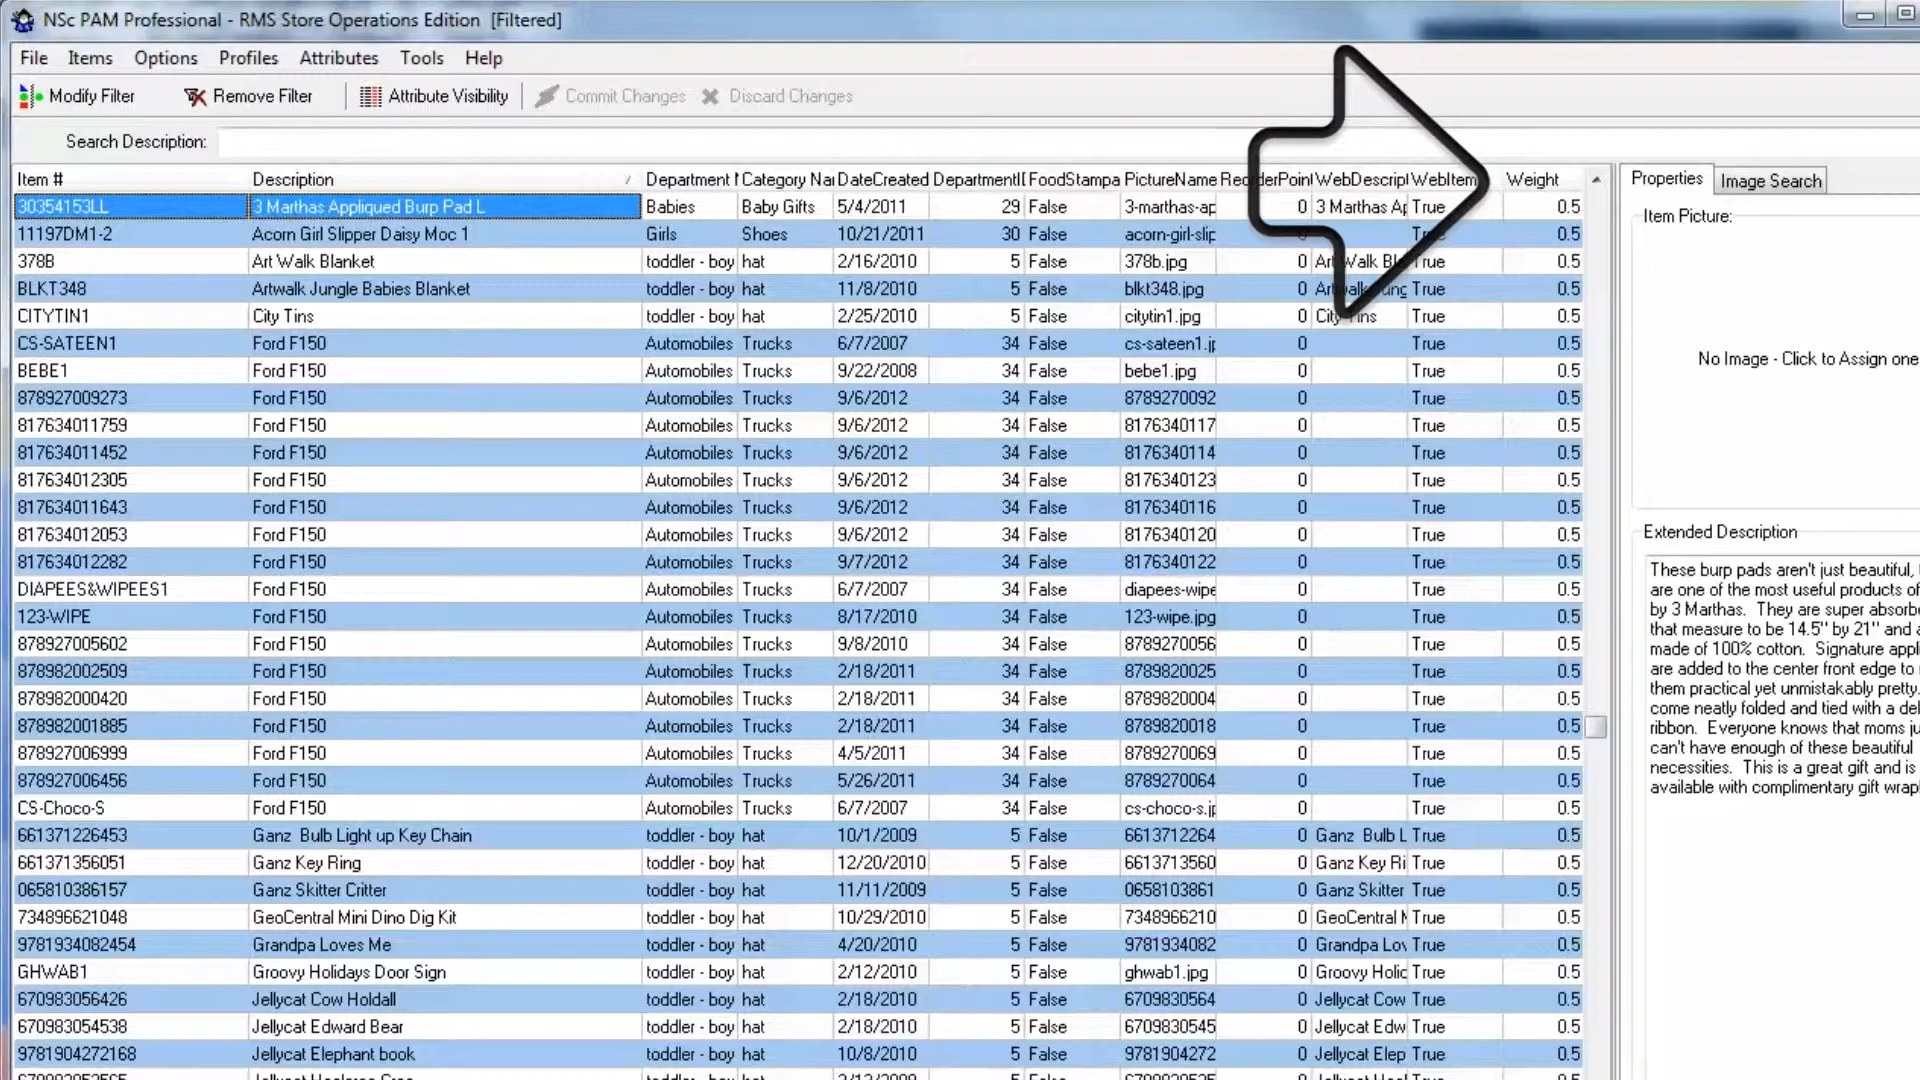 NSc PAM Professional - RMS Store Operations Edition [Filtered]
File Items Options Profiles Attributes Tools Help
Modify Filter Remove Filter Attribute Visibility Commit Changes Discard Changes
Search Description:
Item # Description Department Category Nai DateCreated DepartmentI FoodStampa PictureName ReorderPoint WebDescript WebItem Weight
30354153LL 3 Marthas Appliqued Burp Pad L Babies Baby Gifts 5/4/2011 29 False 3-marthas-ap 0 3 Marthas Ap True 0.5
11197DM1-2 Acorn Girl Slipper Daisy Moc 1 Girls Shoes 10/21/2011 30 False acorn-girl-slip 0 True 0.5
378B Art Walk Blanket toddler - boy hat 2/16/2010 5 False 378b.jpg 0 Art Walk Bl True 0.5
BLKT348 Artwalk Jungle Babies Blanket toddler - boy hat 11/8/2010 5 False blkt348.jpg 0 Artwalk Jung True 0.5
CITYTIN1 City Tins toddler - boy hat 2/25/2010 5 False citytin1.jpg 0 City Tins True 0.5
CS-SATEEN1 Ford F150 Automobiles Trucks 6/7/2007 34 False cs-sateen1.jp 0 True 0.5
BEBE1 Ford F150 Automobiles Trucks 9/22/2008 34 False bebe1.jpg 0 True 0.5
878927009273 Ford F150 Automobiles Trucks 9/6/2012 34 False 8789270092 0 True 0.5
817634011759 Ford F150 Automobiles Trucks 9/6/2012 34 False 8176340117 0 True 0.5
817634011452 Ford F150 Automobiles Trucks 9/6/2012 34 False 8176340114 0 True 0.5
817634012305 Ford F150 Automobiles Trucks 9/6/2012 34 False 8176340123 0 True 0.5
817634011643 Ford F150 Automobiles Trucks 9/6/2012 34 False 8176340116 0 True 0.5
817634012053 Ford F150 Automobiles Trucks 9/6/2012 34 False 8176340120 0 True 0.5
817634012282 Ford F150 Automobiles Trucks 9/7/2012 34 False 8176340122 0 True 0.5
DIAPEES&WIPEES1 Ford F150 Automobiles Trucks 6/7/2007 34 False diapees-wipe 0 True 0.5
123-WIPE Ford F150 Automobiles Trucks 8/17/2010 34 False 123-wipe.jpg 0 True 0.5
878927005602 Ford F150 Automobiles Trucks 9/8/2010 34 False 8789270056 0 True 0.5
878982002509 Ford F150 Automobiles Trucks 2/18/2011 34 False 8789820025 0 True 0.5
878982000420 Ford F150 Automobiles Trucks 2/18/2011 34 False 8789820004 0 True 0.5
878982001885 Ford F150 Automobiles Trucks 2/18/2011 34 False 8789820018 0 True 0.5
878927006999 Ford F150 Automobiles Trucks 4/5/2011 34 False 8789270069 0 True 0.5
878927006456 Ford F150 Automobiles Trucks 5/26/2011 34 False 8789270064 0 True 0.5
CS-Choco-S Ford F150 Automobiles Trucks 6/7/2007 34 False cs-choco-s.jp 0 True 0.5
661371226453 Ganz Bulb Light up Key Chain toddler - boy hat 10/1/2009 5 False 6613712264 0 Ganz Bulb L True 0.5
661371356051 Ganz Key Ring toddler - boy hat 12/20/2010 5 False 6613713560 0 Ganz Key Ri True 0.5
065810386157 Ganz Skitter Critter toddler - boy hat 11/11/2009 5 False 0658103861 0 Ganz Skitter True 0.5
734896621048 GeoCentral Mini Dino Dig Kit toddler - boy hat 10/29/2010 5 False 7348966210 0 GeoCentral M True 0.5
9781934082454 Grandpa Loves Me toddler - boy hat 4/20/2010 5 False 9781934082 0 Grandpa Lov True 0.5
GHWAB1 Groovy Holidays Door Sign toddler - boy hat 2/12/2010 5 False ghwab1.jpg 0 Groovy Holid True 0.5
670983056426 Jellycat Cow Holdall toddler - boy hat 2/18/2010 5 False 6709830564 0 Jellycat Cow True 0.5
670983054538 Jellycat Edward Bear toddler - boy hat 2/18/2010 5 False 6709830545 0 Jellycat Edw True 0.5
9781904272168 Jellycat Elephant book toddler - boy hat 10/8/2010 5 False 9781904272 0 Jellycat Elep True 0.5
Properties Image Search
Item Picture:
No Image - Click to Assign one
Extended Description
These burp pads aren't just beautiful,
are one of the most useful products of
by 3 Marthas. They are super absorbe
that measure to be 14.5" by 21" and a
made of 100% cotton. Signature appli
are added to the center front edge to
them practical yet unmistakably pretty.
come neatly folded and tied with a del
ribbon. Everyone knows that moms ju
can't have enough of these beautiful
necessities. This is a great gift and is
available with complimentary gift wrap